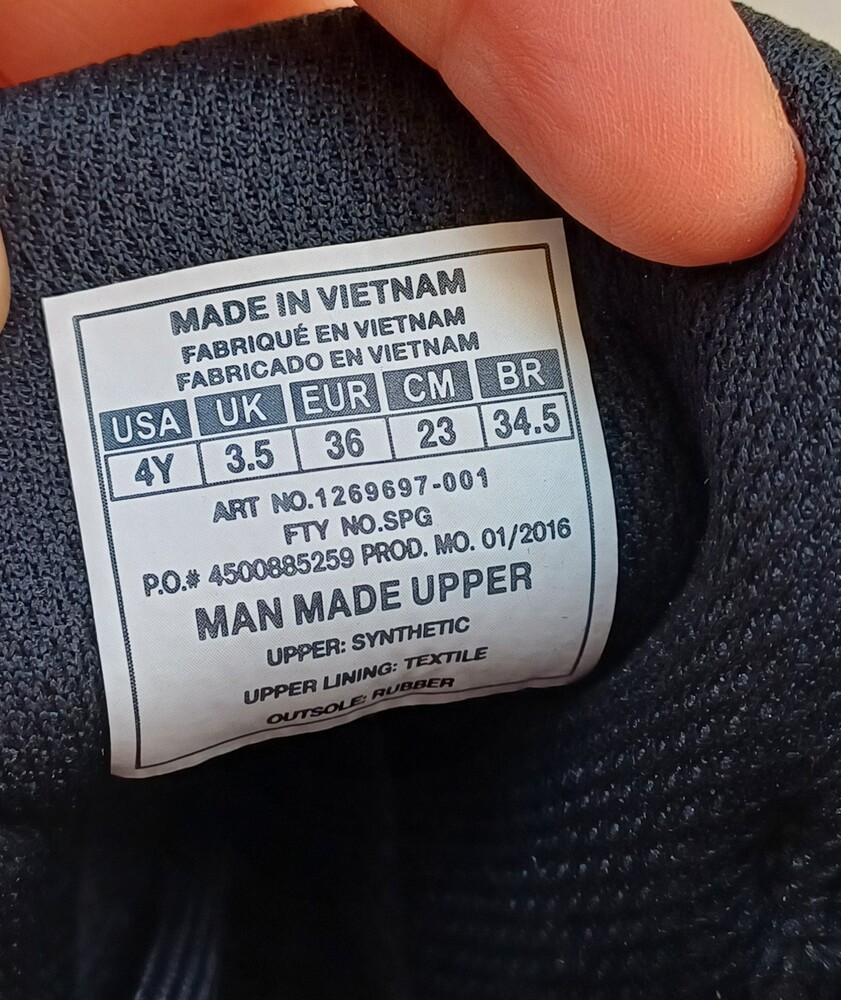 MADE IN VIETNAM
FABRIQUÉ EN VIETNAM
FABRICADO EN VIETNAM
USA UK EUR CM BR
4Y 3.5 36 23 34.5
ART NO.1269697-001
FTY NO.SPG
P.O.# 4500885259 PROD. MO. 01/2016
MAN MADE UPPER
UPPER: SYNTHETIC
UPPER LINING: TEXTILE
OUTSOLE: RUBBER